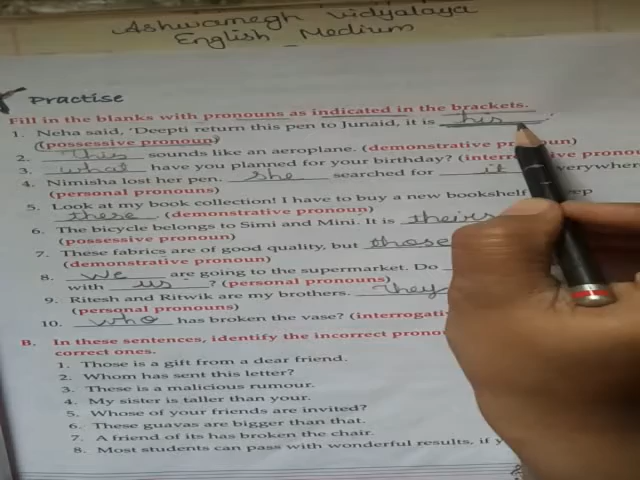 Ashwamegh Vidyalaya
English Medium
Practise
Fill in the blanks with pronouns as indicated in the brackets.
1. Neha said, 'Deepti return this pen to Junaid, it is his
(possessive pronoun)
2. This sounds like an aeroplane. (demonstrative pronoun)
3. what have you planned for your birthday? (interrogative pronoun
4. Nimisha lost her pen. she searched for it everywhere
(personal pronouns)
5. Look at my book collection! I have to buy a new bookshelf
these. (demonstrative pronoun)
6. The bicycle belongs to Simi and Mini. It is theirs
(possessive pronoun)
7. These fabrics are of good quality, but those
(demonstrative pronoun)
8. We are going to the supermarket. Do
with us? (personal pronouns)
9. Ritesh and Ritwik are my brothers. They
(personal pronouns)
10. who has broken the vase? (interrogati
B. In these sentences, identify the incorrect prono
correct ones.
1. Those is a gift from a dear friend.
2. Whom has sent this letter?
3. These is a malicious rumour.
4. My sister is taller than your.
5. Whose of your friends are invited?
6. These guavas are bigger than that.
7. A friend of its has broken the chair.
8. Most students can pass with wonderful results, if y